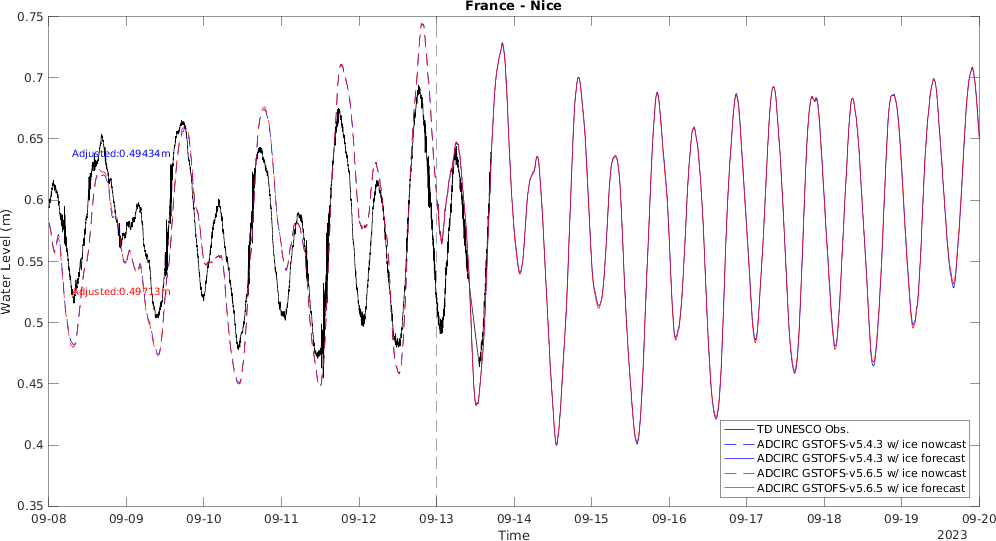 France - Nice
0.75
0.7
0.65
0.6
0.55
0.5
0.45
0.4
0.35
Water Level (m)
Adjusted:0.49434m
Adjusted:0.49713m
TD UNESCO Obs.
ADCIRC GSTOFS-v5.4.3 w/ ice nowcast
ADCIRC GSTOFS-v5.4.3 w/ ice forecast
ADCIRC GSTOFS-v5.6.5 w/ ice nowcast
ADCIRC GSTOFS-v5.6.5 w/ ice forecast
09-08 09-09 09-10 09-11 09-12 09-13 09-14 09-15 09-16 09-17 09-18 09-19 09-20
Time
2023